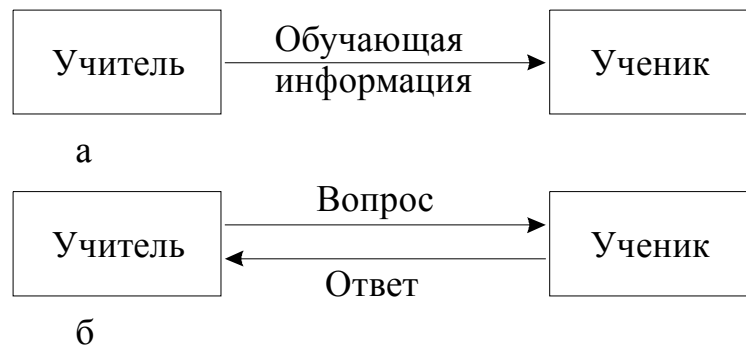 Учитель
Обучающая
информация
Ученик
а
Учитель
Вопрос
Ответ
Ученик
б